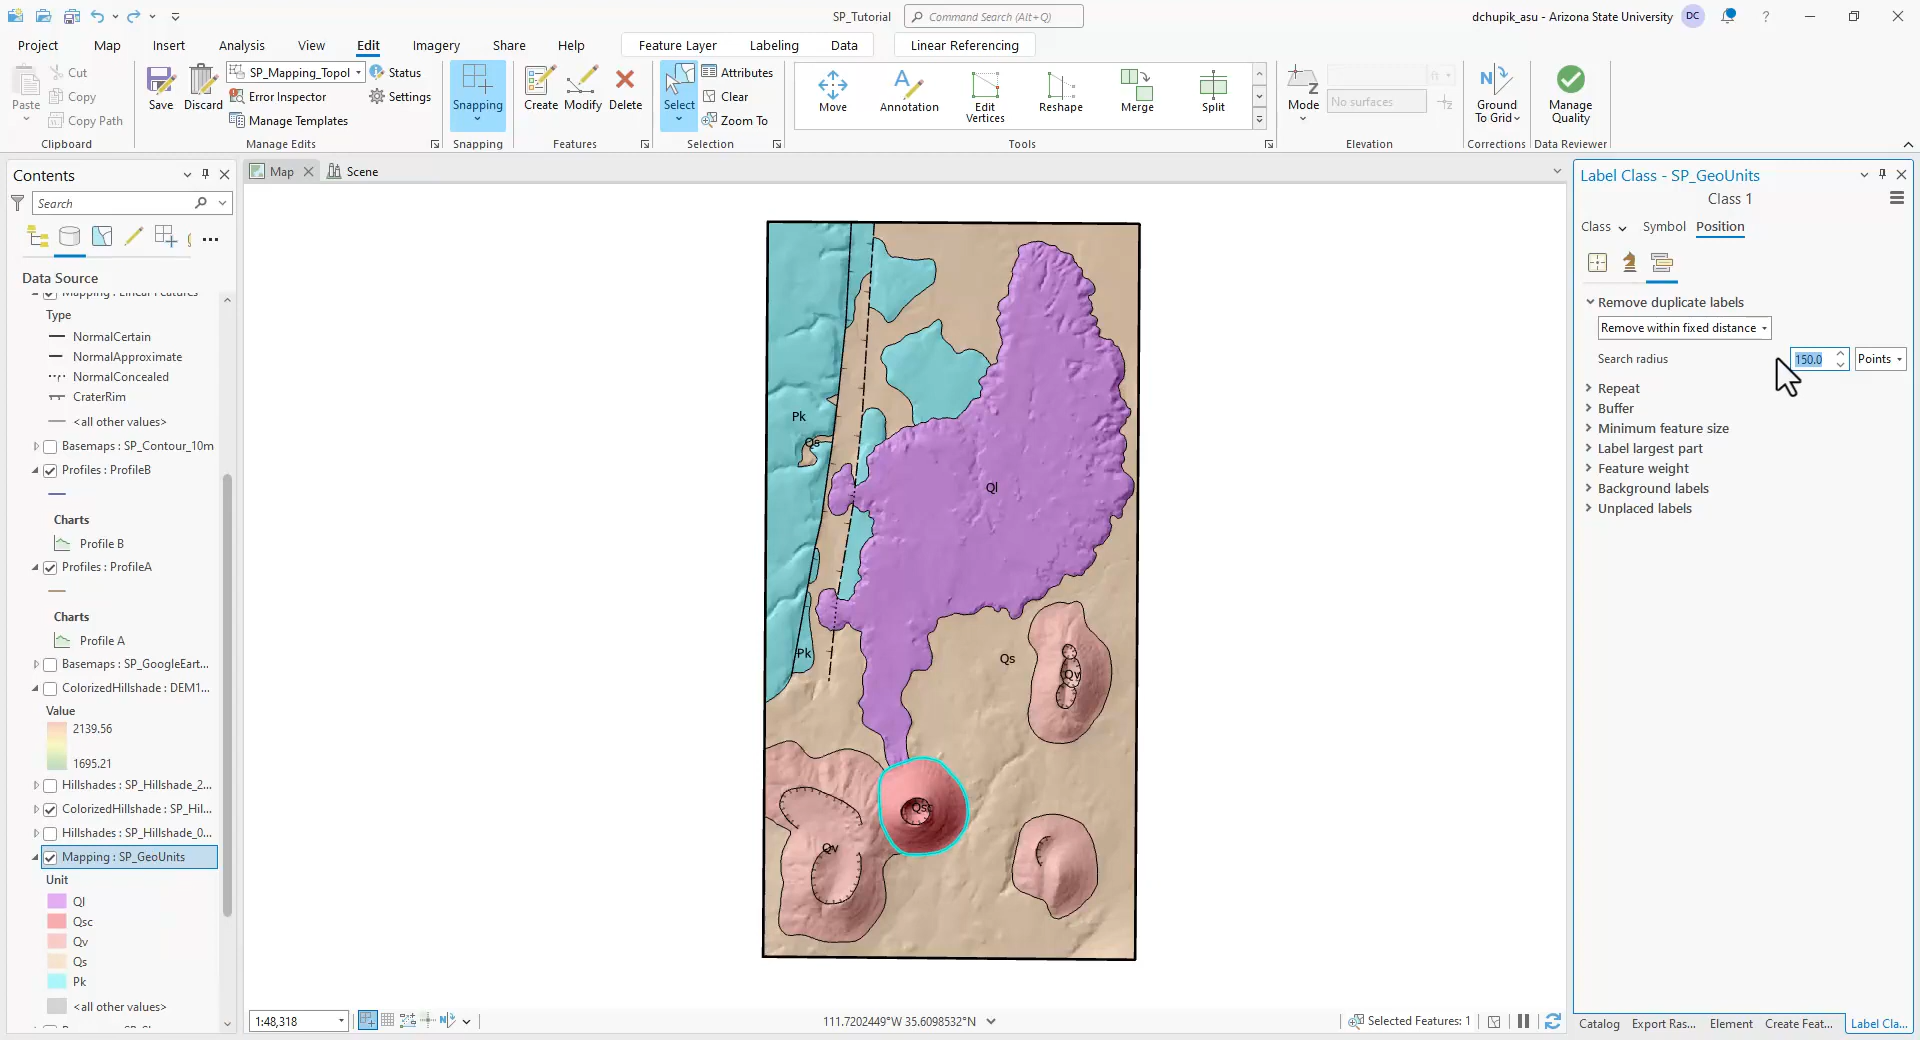 SP_Tutorial
Command Search (Alt+Q)
dchupik_asu - Arizona State University
DC
?
Project
Map
Insert
Analysis
View
Edit
Imagery
Share
Help
Feature Layer
Labeling
Data
Linear Referencing
Paste
Cut
Copy
Copy Path
Clipboard
Save
Discard
SP_Mapping_Topol
Status
Error Inspector
Settings
Manage Templates
Manage Edits
Snapping
Snapping
Create
Modify
Delete
Features
Select
Attributes
Clear
Zoom To
Selection
Move
Annotation
Edit
Vertices
Reshape
Merge
Split
Tools
Mode
ft
No surfaces
Elevation
Ground
To Grid
Corrections
Manage
Quality
Data Reviewer
Contents
Search
Data Source
Mapping : Linear Features
Type
NormalCertain
NormalApproximate
NormalConcealed
CraterRim
<all other values>
Basemaps : SP_Contour_10m
Profiles : ProfileB
Charts
Profile B
Profiles : ProfileA
Charts
Profile A
Basemaps : SP_GoogleEart...
ColorizedHillshade : DEM1...
Value
2139.56
1695.21
Hillshades : SP_Hillshade_2...
ColorizedHillshade : SP_Hil...
Hillshades : SP_Hillshade_0...
Mapping : SP_GeoUnits
Unit
Ql
Qsc
Qv
Qs
Pk
<all other values>
Map
Scene
Pk
Qs
Ql
Pk
Qs
Qv
Qsc
Qv
1:48,318
111.7202449°W 35.6098532°N
Selected Features: 1
Label Class - SP_GeoUnits
Class 1
Class
Symbol
Position
Remove duplicate labels
Remove within fixed distance
Search radius
150.0
Points
Repeat
Buffer
Minimum feature size
Label largest part
Feature weight
Background labels
Unplaced labels
Catalog
Export Ras...
Element
Create Feat...
Label Cla...